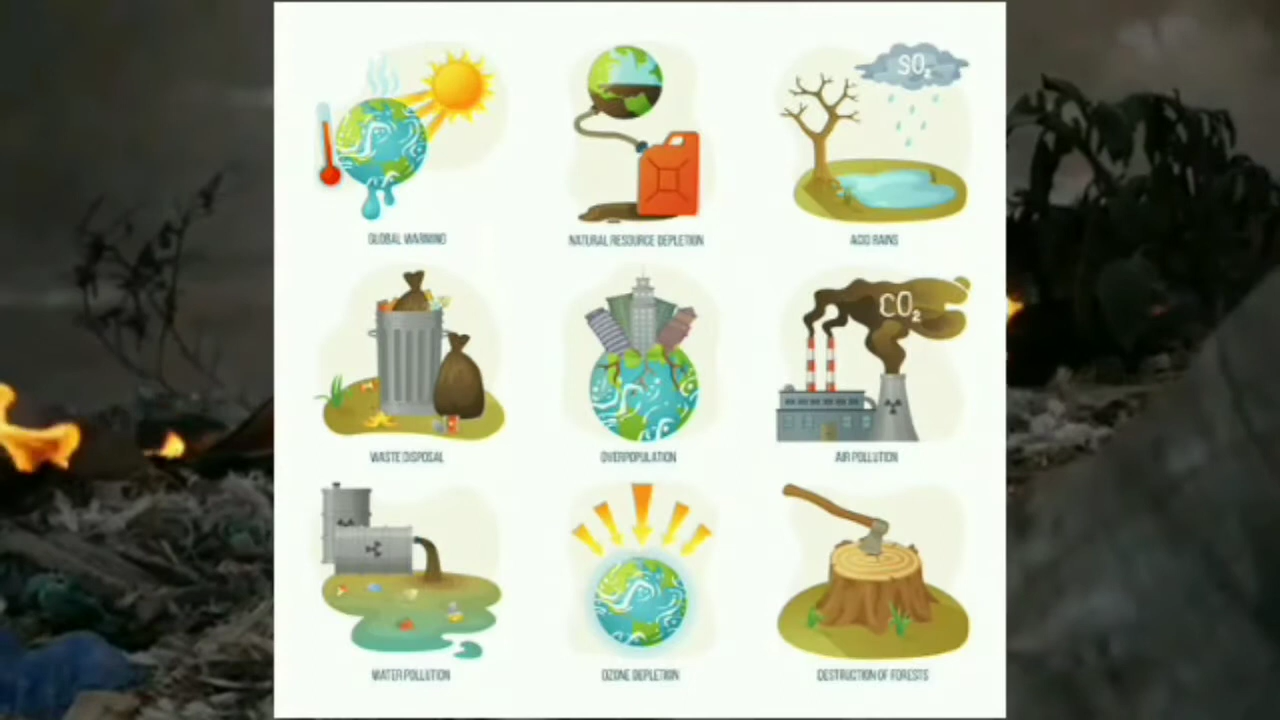 SO₂
GLOBAL WARMING
NATURAL RESOURCE DEPLETION
ACID RAINS
CO₂
WASTE DISPOSAL
OVERPOPULATION
AIR POLLUTION
WATER POLLUTION
OZONE DEPLETION
DESTRUCTION OF FORESTS